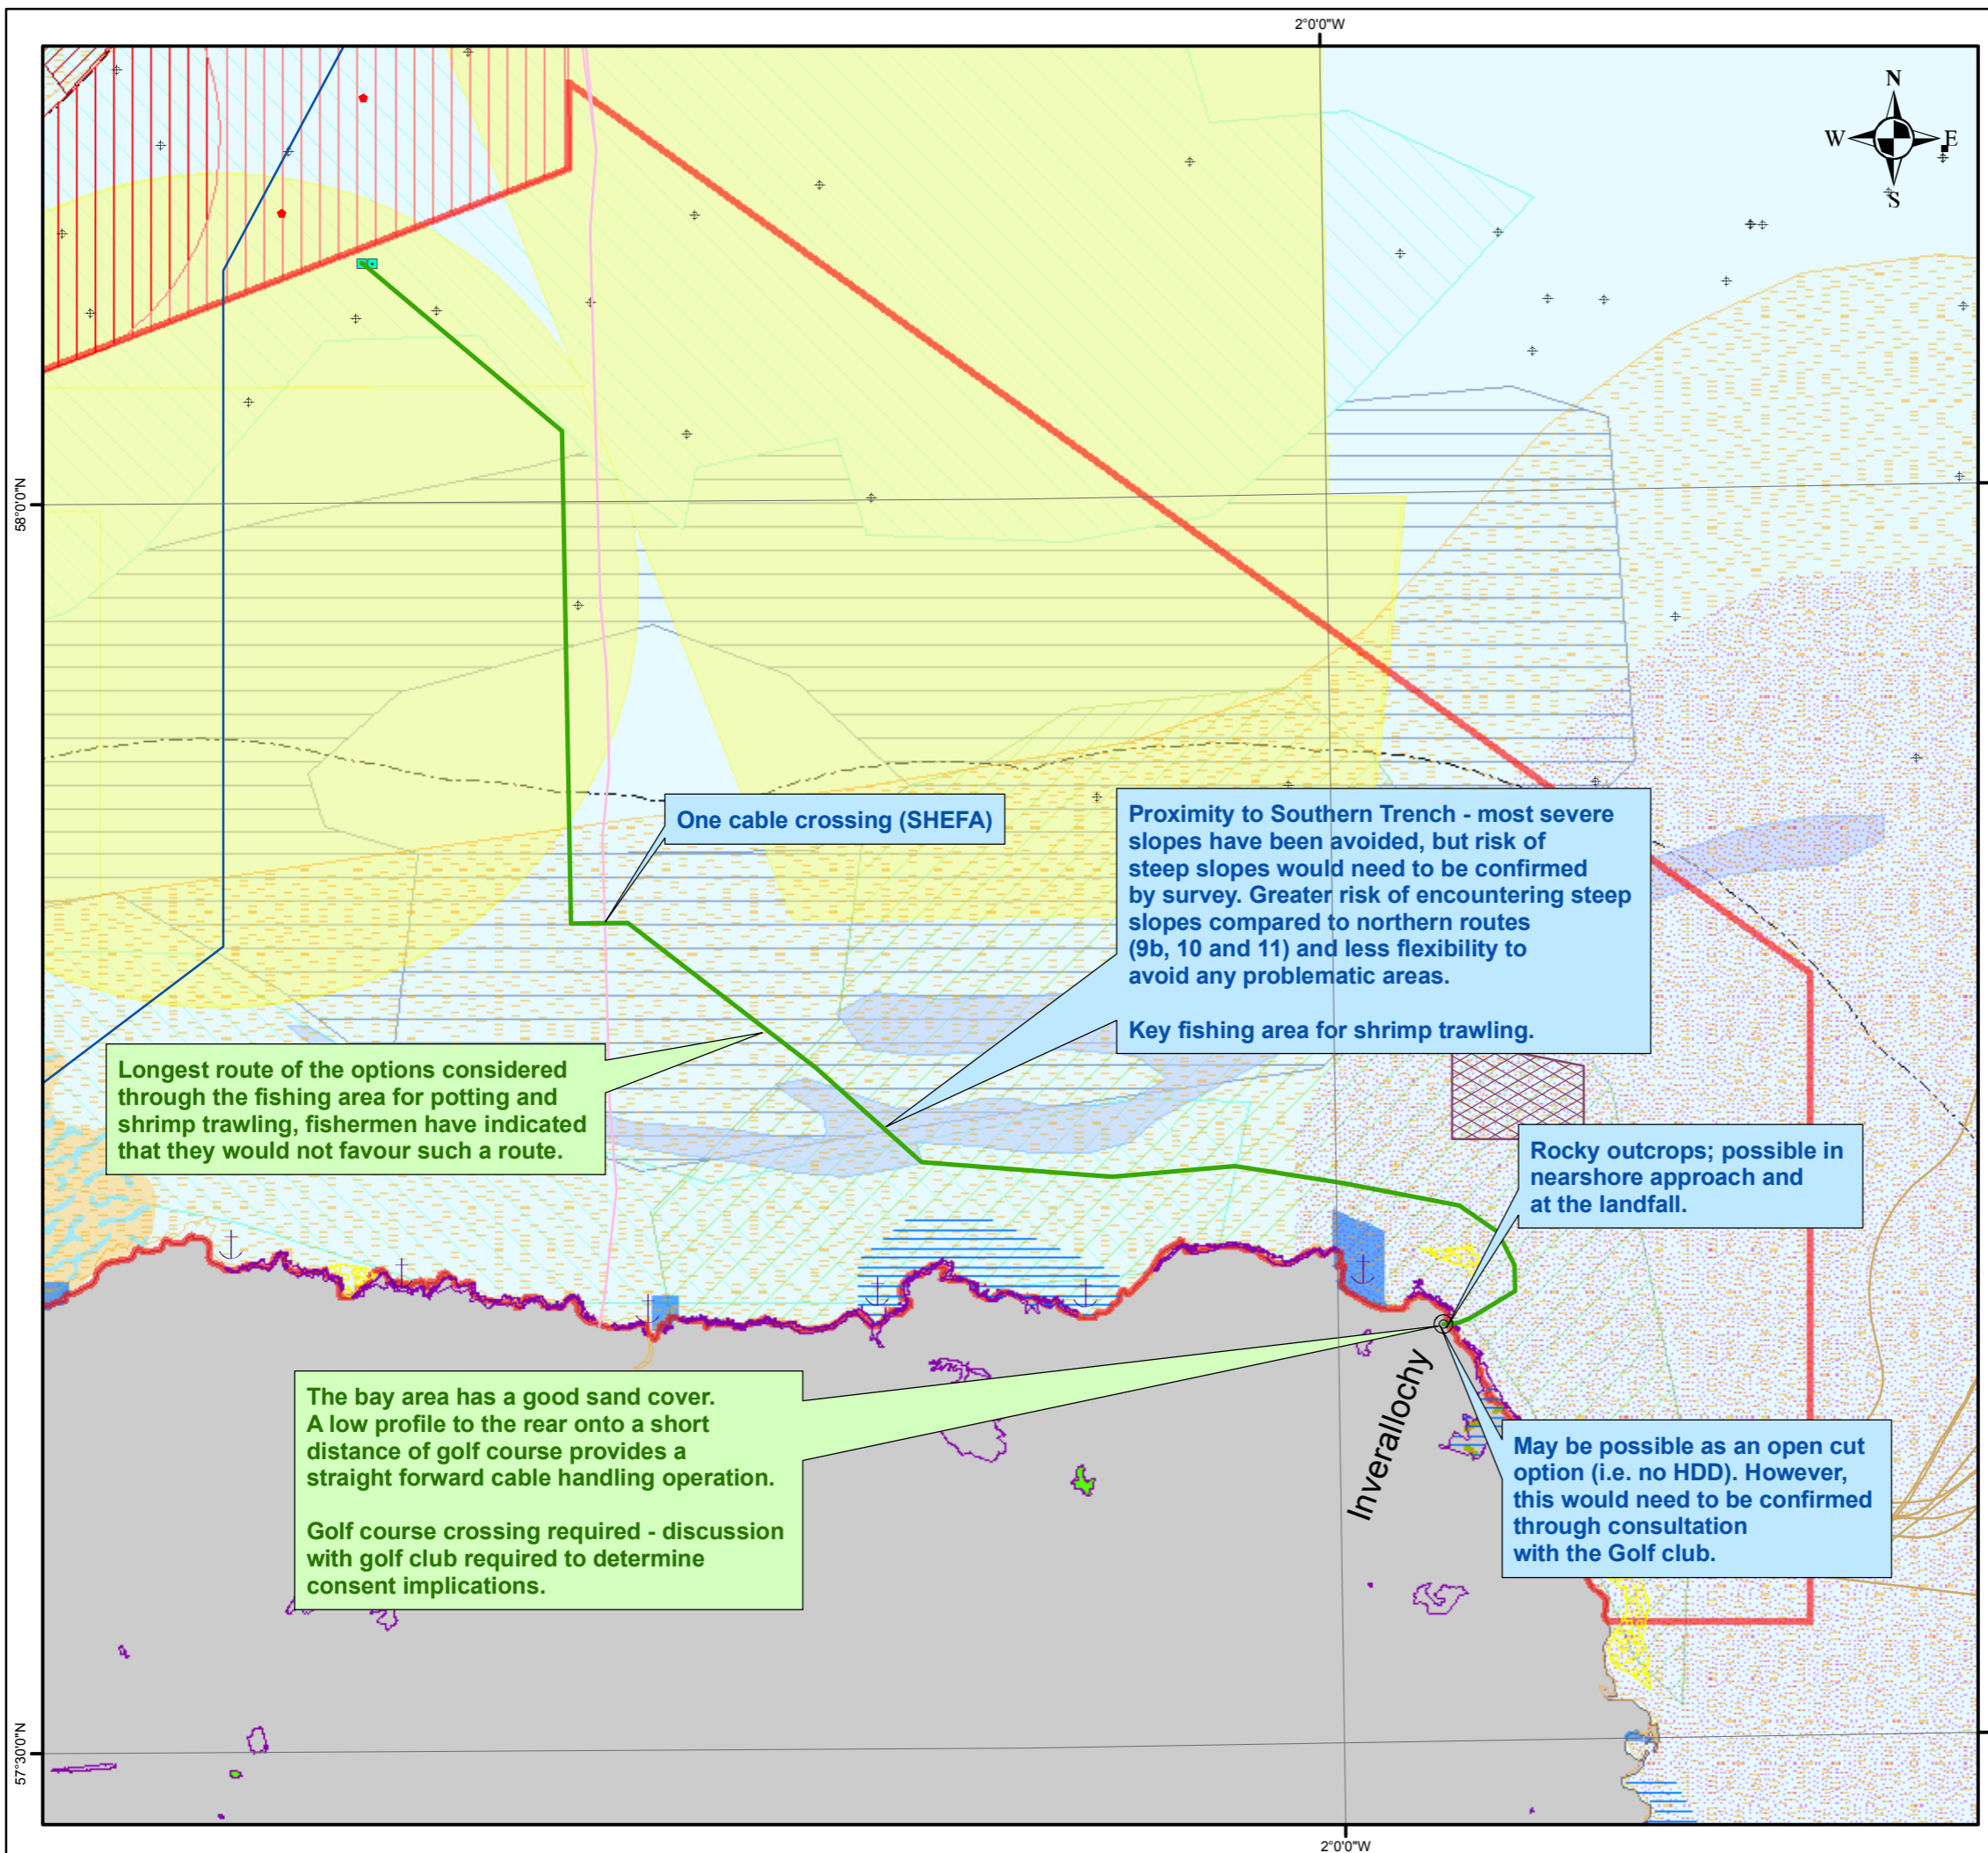 2°0'0"W
N
W
E
S
58°0'0"N
One cable crossing (SHEFA)
Proximity to Southern Trench - most severe
slopes have been avoided, but risk of
steep slopes would need to be confirmed
by survey. Greater risk of encountering steep
slopes compared to northern routes
(9b, 10 and 11) and less flexibility to
avoid any problematic areas.
Key fishing area for shrimp trawling.
Longest route of the options considered
through the fishing area for potting and
shrimp trawling, fishermen have indicated
that they would not favour such a route.
Rocky outcrops; possible in
nearshore approach and
at the landfall.
Inverallochy
The bay area has a good sand cover.
A low profile to the rear onto a short
distance of golf course provides a
straight forward cable handling operation.
Golf course crossing required - discussion
with golf club required to determine
consent implications.
May be possible as an open cut
option (i.e. no HDD). However,
this would need to be confirmed
through consultation
with the Golf club.
57°30'0"N
2°0'0"W